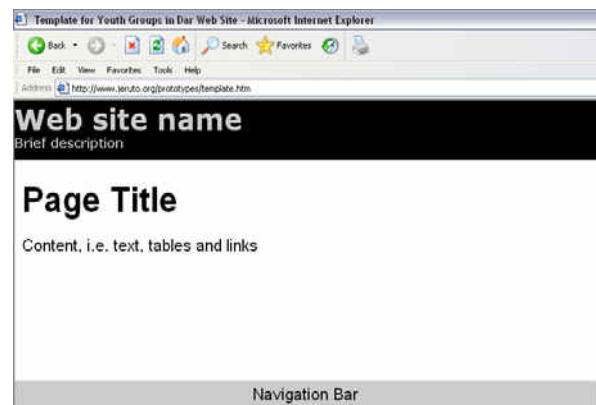 Template for Youth Groups in Dar Web Site - Microsoft Internet Explorer
Back Search Favorites
File Edit View Favorites Tools Help
Address http://www.jeruto.org/prototypes/template.htm
Web site name
Brief description
Page Title
Content, i.e. text, tables and links
Navigation Bar